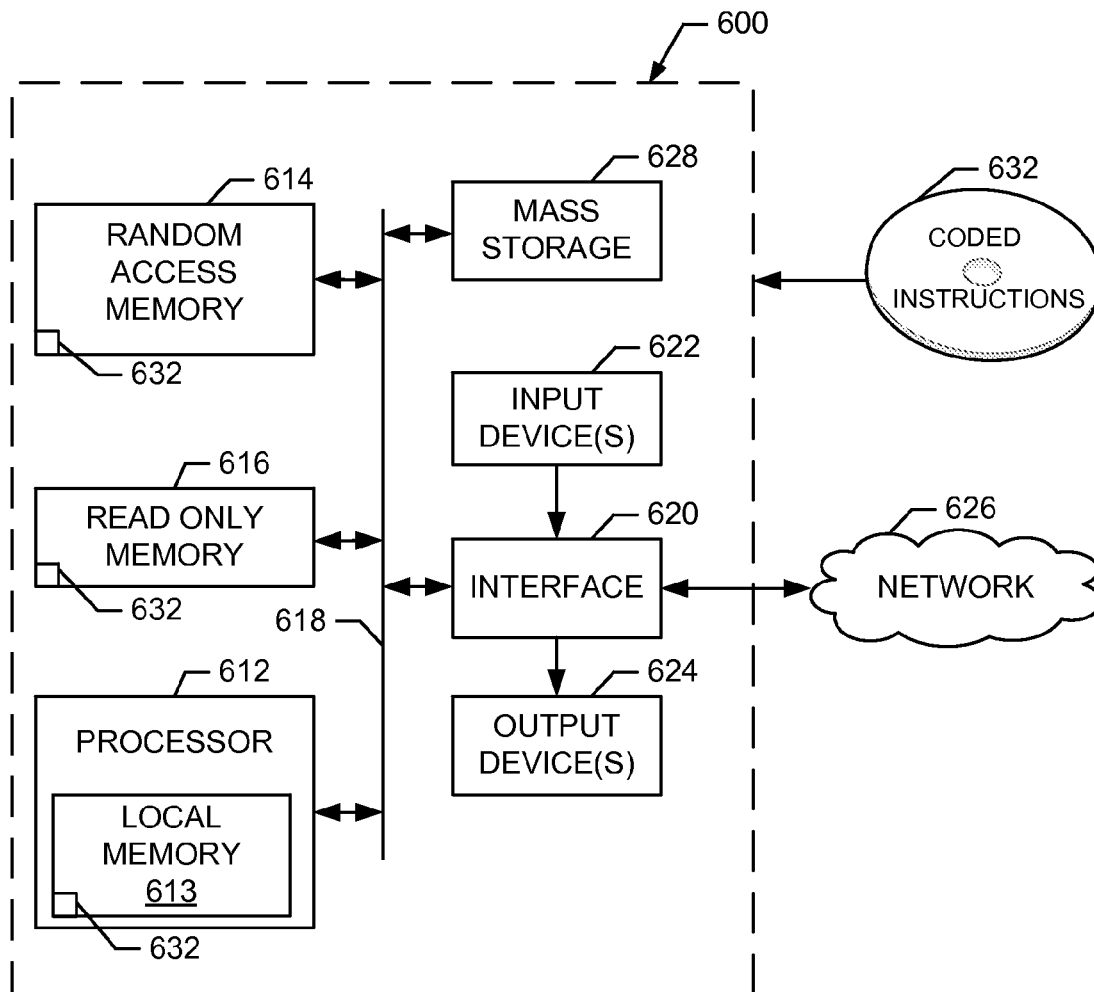 600
614
RANDOM
ACCESS
MEMORY
632
628
MASS
STORAGE
632
CODED
INSTRUCTIONS
622
INPUT
DEVICE(S)
616
READ ONLY
MEMORY
632
620
INTERFACE
626
NETWORK
618
612
PROCESSOR
LOCAL
MEMORY
613
632
624
OUTPUT
DEVICE(S)